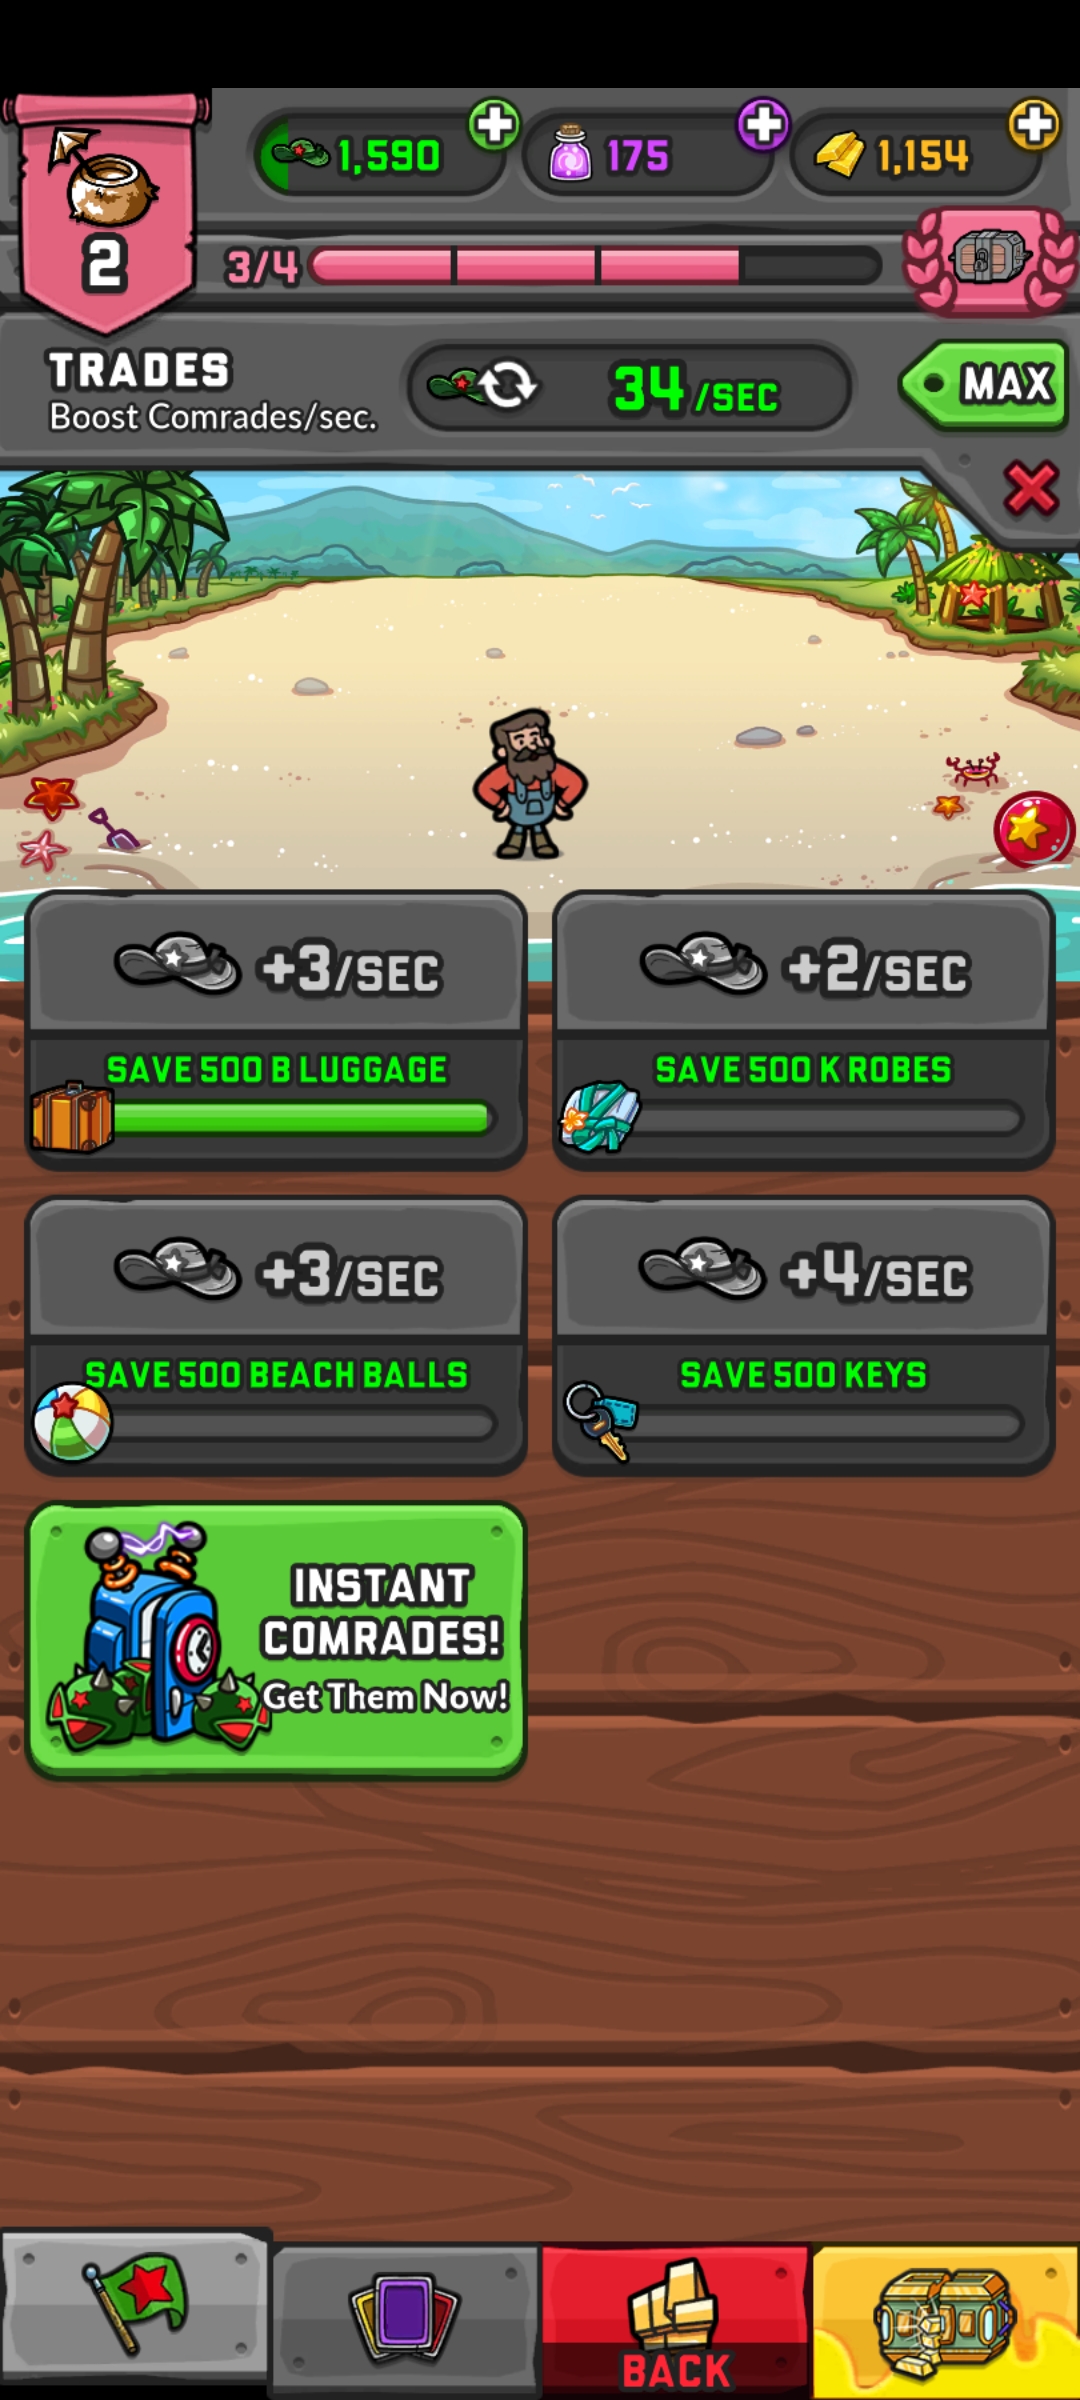 1,590
175
1,154
2
3/4
TRADES
Boost Comrades/sec.
34/SEC
MAX
+3/SEC
SAVE 500 B LUGGAGE
+2/SEC
SAVE 500 K ROBES
+3/SEC
SAVE 500 BEACH BALLS
+4/SEC
SAVE 500 KEYS
INSTANT
COMRADES!
Get Them Now!
BACK